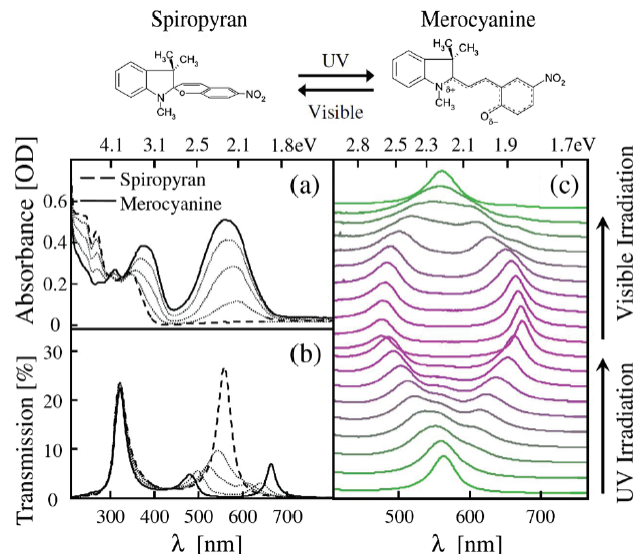 Spiropyran
Merocyanine
H₃C CH₃
N
CH₃
O
NO₂
UV
Visible
H₃C CH₃
N
δ+
CH₃
O
δ−
NO₂
4.1 3.1 2.5 2.1 1.8eV
2.8 2.5 2.3 2.1 1.9 1.7eV
Absorbance [OD]
0.6
0.4
0.2
0
Spiropyran
Merocyanine
(a)
Transmission [%]
30
20
10
0
(b)
300 400 500 600 700
λ [nm]
(c)
500 600 700
λ [nm]
Visible Irradiation
UV Irradiation